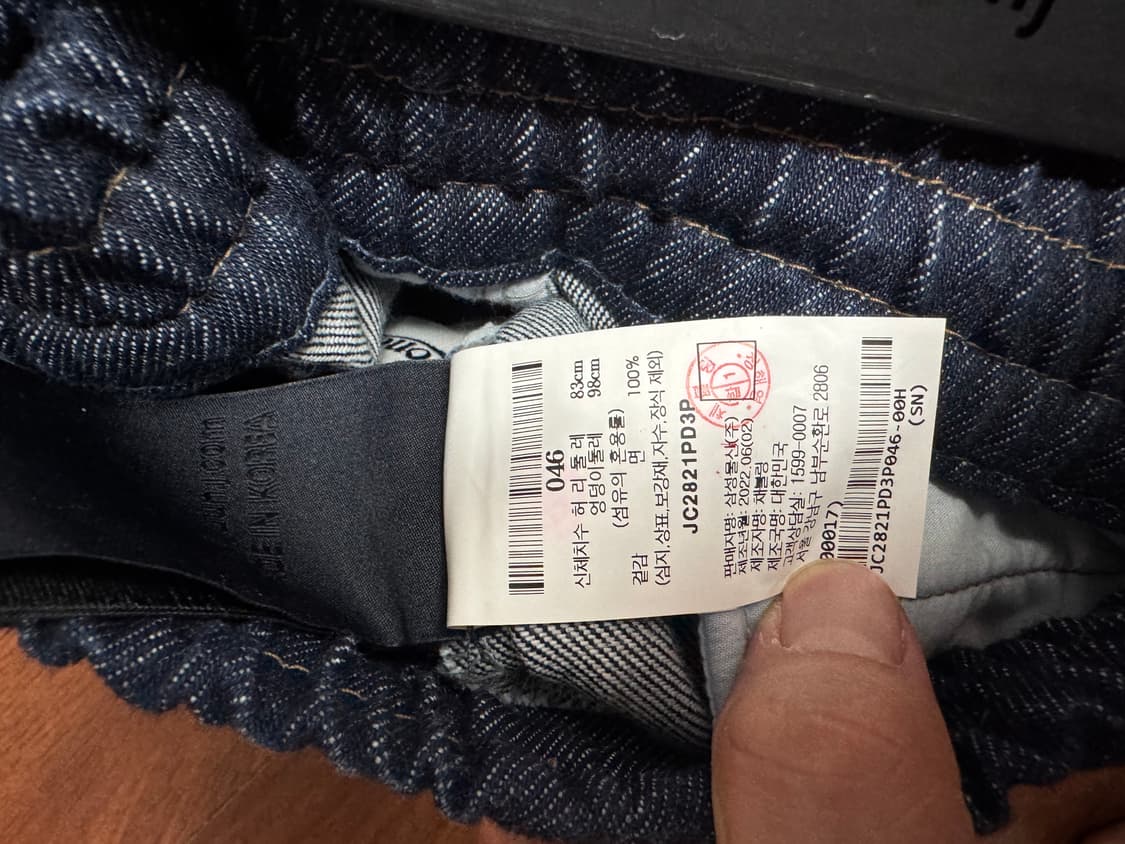 046
신체치수 허 리 둘 레 83cm
엉덩이둘레 98cm
(섬유의 혼용률)
겉감 면 100%
(심지,상표,보강재,자수,장식 제외)
JC2821PD3P
판매자명: 삼성물산(주)
제조년월: 2022.06(02)
제조자명: 채블링
제조국명: 대한민국
고객상담실: 1599-0007
서울 강남구 남부순환로 2806
00017)
JC2821PD3P046-00H
(SN)
MADE IN KOREA